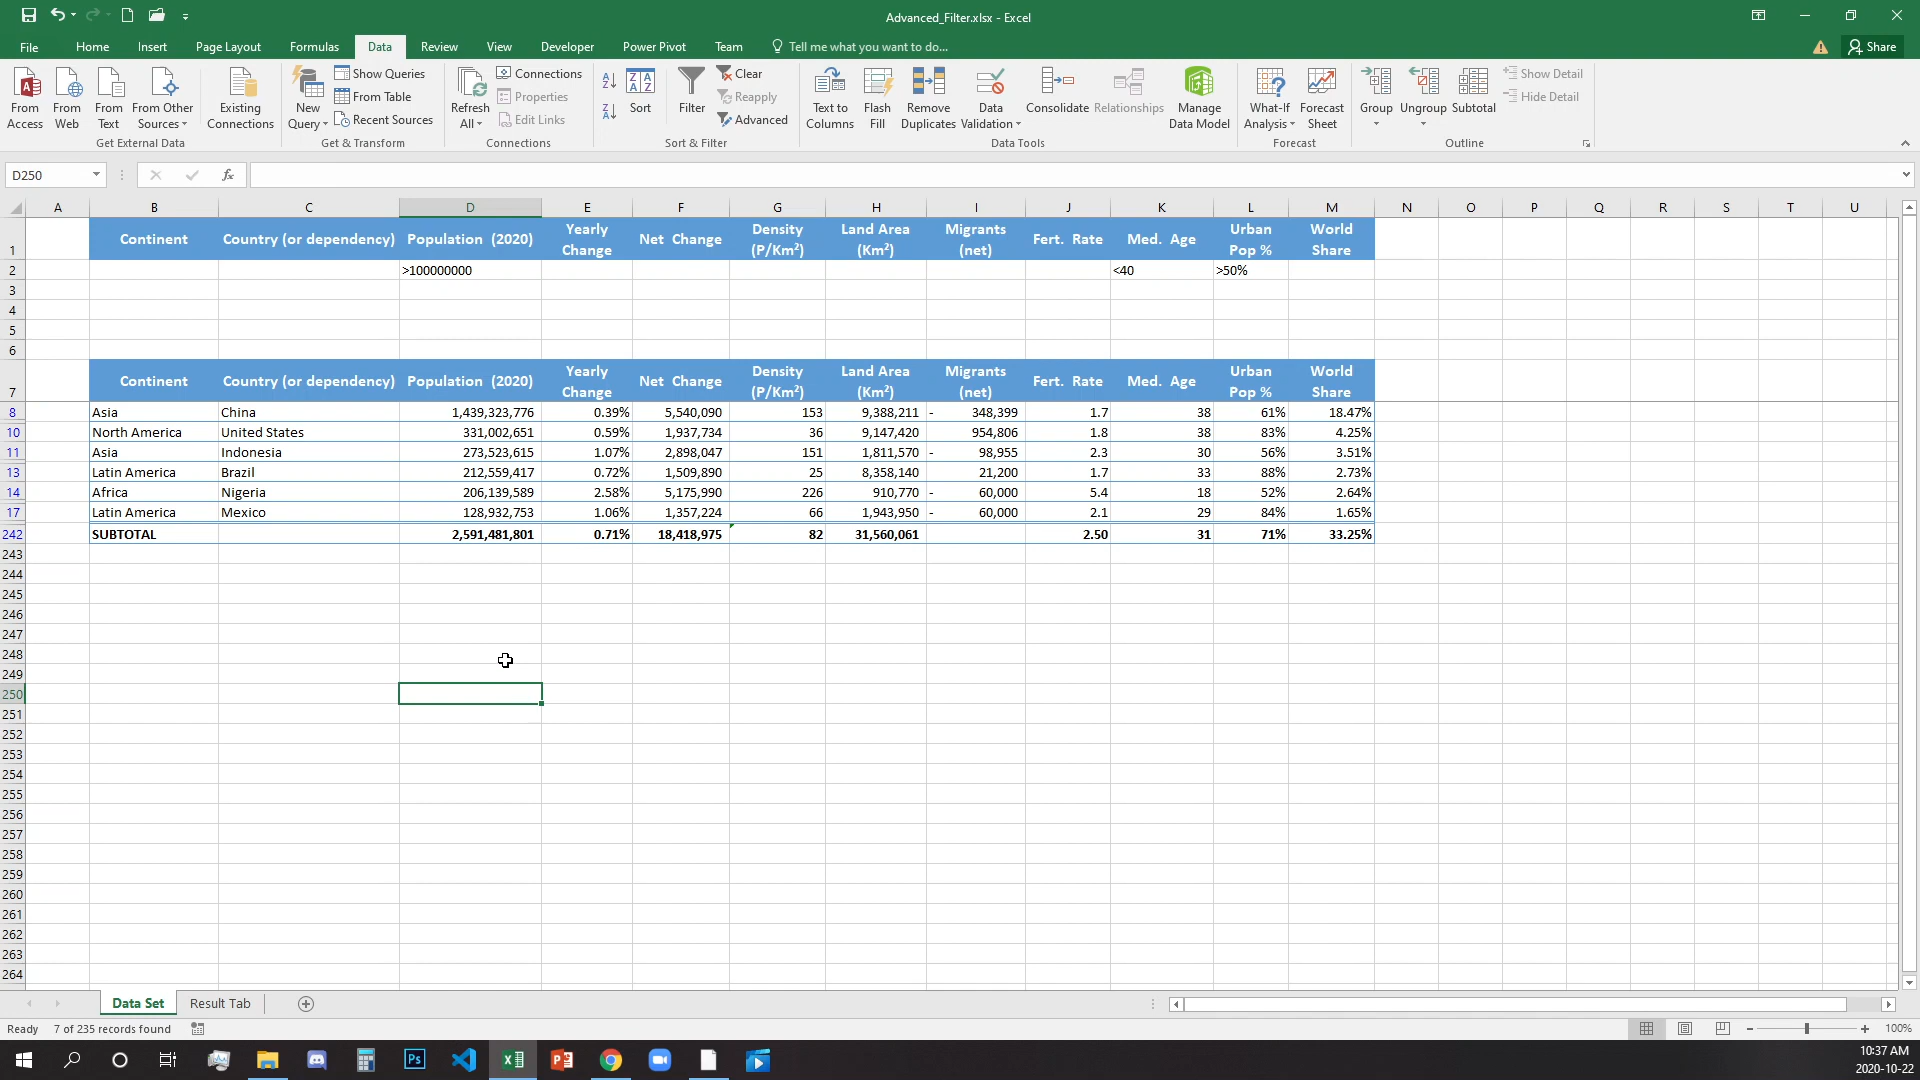 Advanced_Filter.xlsx - Excel
File Home Insert Page Layout Formulas Data Review View Developer Power Pivot Team Tell me what you want to do... Share
From Access
From Web
From Text
From Other Sources
Existing Connections
Get External Data
New Query
Show Queries
From Table
Recent Sources
Get & Transform
Refresh All
Connections
Properties
Edit Links
Connections
Sort
Filter
Clear
Reapply
Advanced
Sort & Filter
Text to Columns
Flash Fill
Remove Duplicates
Data Validation
Consolidate
Relationships
Manage Data Model
Data Tools
What-If Analysis
Forecast Sheet
Forecast
Group
Ungroup
Subtotal
Show Detail
Hide Detail
Outline
D250 fx
A B C D E F G H I J K L M N O P Q R S T U
1 Continent Country (or dependency) Population (2020) Yearly Change Net Change Density (P/Km²) Land Area (Km²) Migrants (net) Fert. Rate Med. Age Urban Pop % World Share
2 >100000000 <40 >50%
3
4
5
6
7 Continent Country (or dependency) Population (2020) Yearly Change Net Change Density (P/Km²) Land Area (Km²) Migrants (net) Fert. Rate Med. Age Urban Pop % World Share
8 Asia China 1,439,323,776 0.39% 5,540,090 153 9,388,211 - 348,399 1.7 38 61% 18.47%
10 North America United States 331,002,651 0.59% 1,937,734 36 9,147,420 954,806 1.8 38 83% 4.25%
11 Asia Indonesia 273,523,615 1.07% 2,898,047 151 1,811,570 - 98,955 2.3 30 56% 3.51%
13 Latin America Brazil 212,559,417 0.72% 1,509,890 25 8,358,140 21,200 1.7 33 88% 2.73%
14 Africa Nigeria 206,139,589 2.58% 5,175,990 226 910,770 - 60,000 5.4 18 52% 2.64%
17 Latin America Mexico 128,932,753 1.06% 1,357,224 66 1,943,950 - 60,000 2.1 29 84% 1.65%
242 SUBTOTAL 2,591,481,801 0.71% 18,418,975 82 31,560,061 2.50 31 71% 33.25%
243
244
245
246
247
248
249
250
251
252
253
254
255
256
257
258
259
260
261
262
263
264
Data Set Result Tab
Ready 7 of 235 records found 100%
10:37 AM
2020-10-22